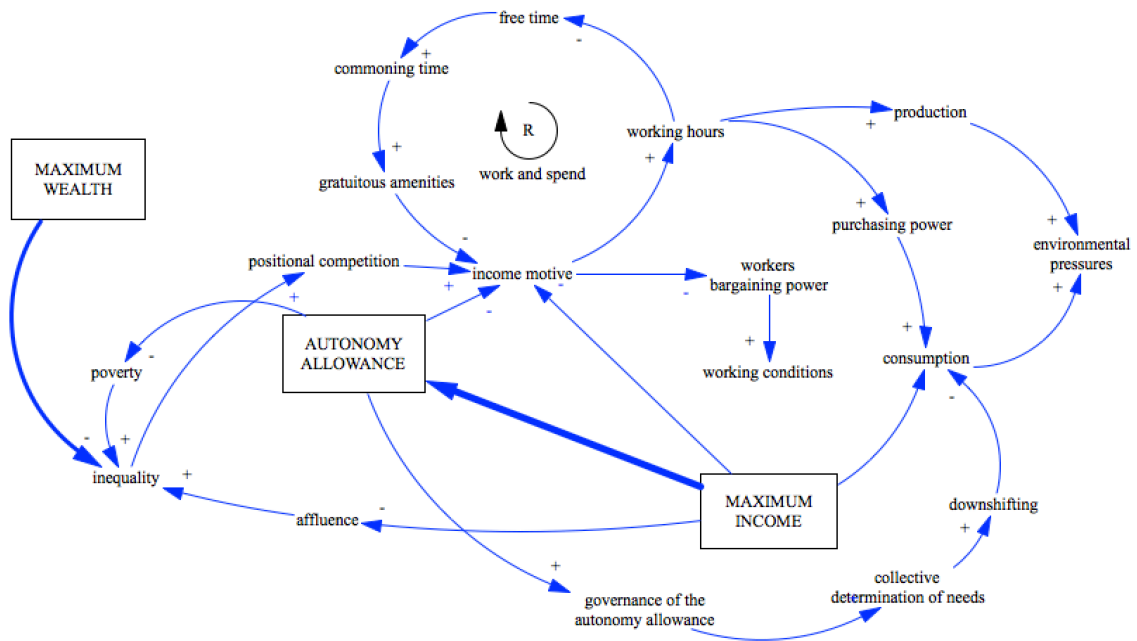 free time
-
+
commoning time
R
work and spend
working hours
+
production
+
+
gratuitous amenities
MAXIMUM
WEALTH
-
+
purchasing power
+
environmental
pressures
+
positional competition
+
+
income motive
-
-
-
workers
bargaining power
+
working conditions
AUTONOMY
ALLOWANCE
-
poverty
-
+
inequality
+
+
consumption
-
MAXIMUM
INCOME
affluence
-
downshifting
+
+
governance of the
autonomy allowance
collective
determination of needs